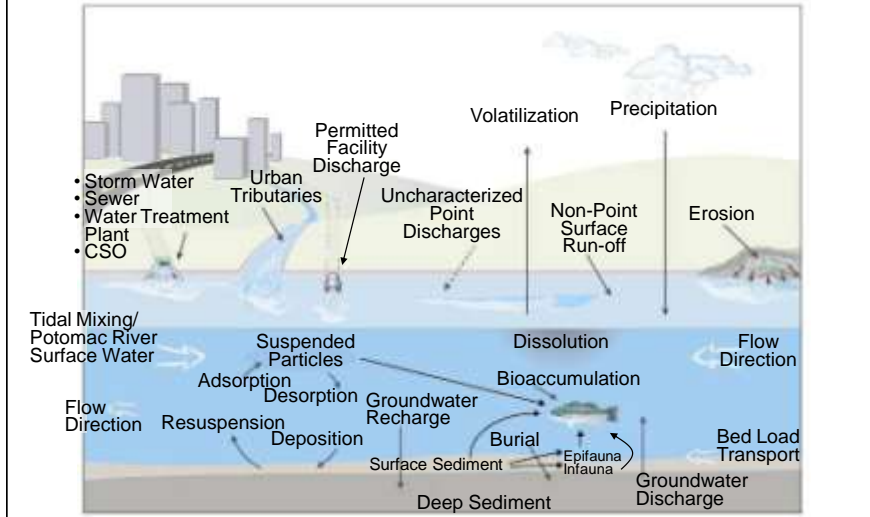 Volatilization
Precipitation
Permitted
Facility
Discharge
• Storm Water
• Sewer
• Water Treatment
Plant
• CSO
Urban
Tributaries
Uncharacterized
Point
Discharges
Non-Point
Surface
Run-off
Erosion
Tidal Mixing/
Potomac River
Surface Water
Suspended
Particles
Dissolution
Flow
Direction
Adsorption
Desorption
Bioaccumulation
Flow
Direction
Resuspension
Deposition
Groundwater
Recharge
Burial
Surface Sediment
Epifauna
Infauna
Bed Load
Transport
Groundwater
Discharge
Deep Sediment